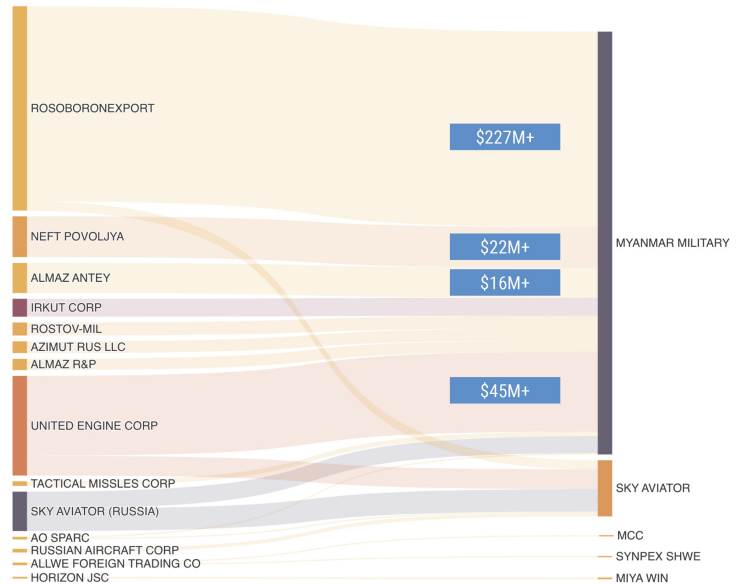 ROSOBORONEXPORT
$227M+
NEFT POVOLJYA
$22M+
MYANMAR MILITARY
ALMAZ ANTEY
$16M+
IRKUT CORP
ROSTOV-MIL
AZIMUT RUS LLC
ALMAZ R&P
$45M+
UNITED ENGINE CORP
TACTICAL MISSLES CORP
SKY AVIATOR
SKY AVIATOR (RUSSIA)
AO SPARC
MCC
RUSSIAN AIRCRAFT CORP
SYNPEX SHWE
ALLWE FOREIGN TRADING CO
HORIZON JSC
MIYA WIN